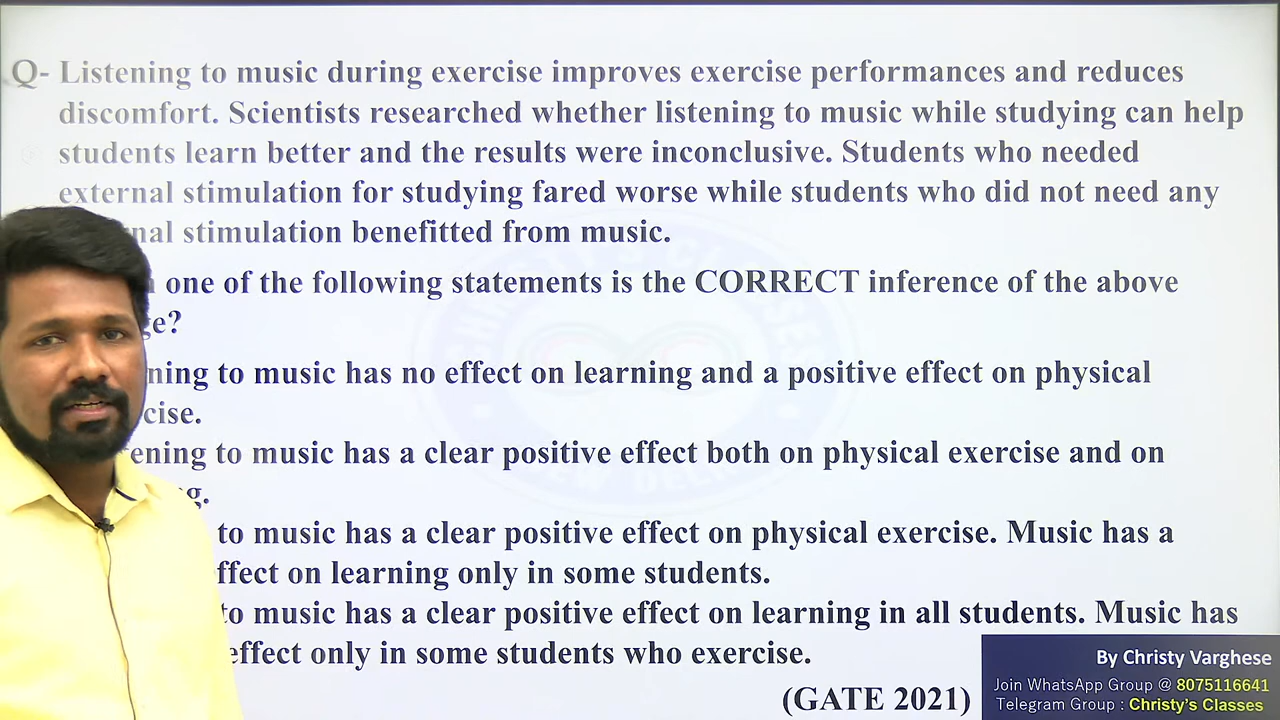 Q- Listening to music during exercise improves exercise performances and reduces
discomfort. Scientists researched whether listening to music while studying can help
students learn better and the results were inconclusive. Students who needed
external stimulation for studying fared worse while students who did not need any
stimulation benefitted from music.
one of the following statements is the CORRECT inference of the above
to music has no effect on learning and a positive effect on physical
to music has a clear positive effect both on physical exercise and on
to music has a clear positive effect on physical exercise. Music has a
on learning only in some students.
to music has a clear positive effect on learning in all students. Music has
effect only in some students who exercise.
(GATE 2021)
By Christy Varghese
Join WhatsApp Group @ 8075116641
Telegram Group : Christy's Classes